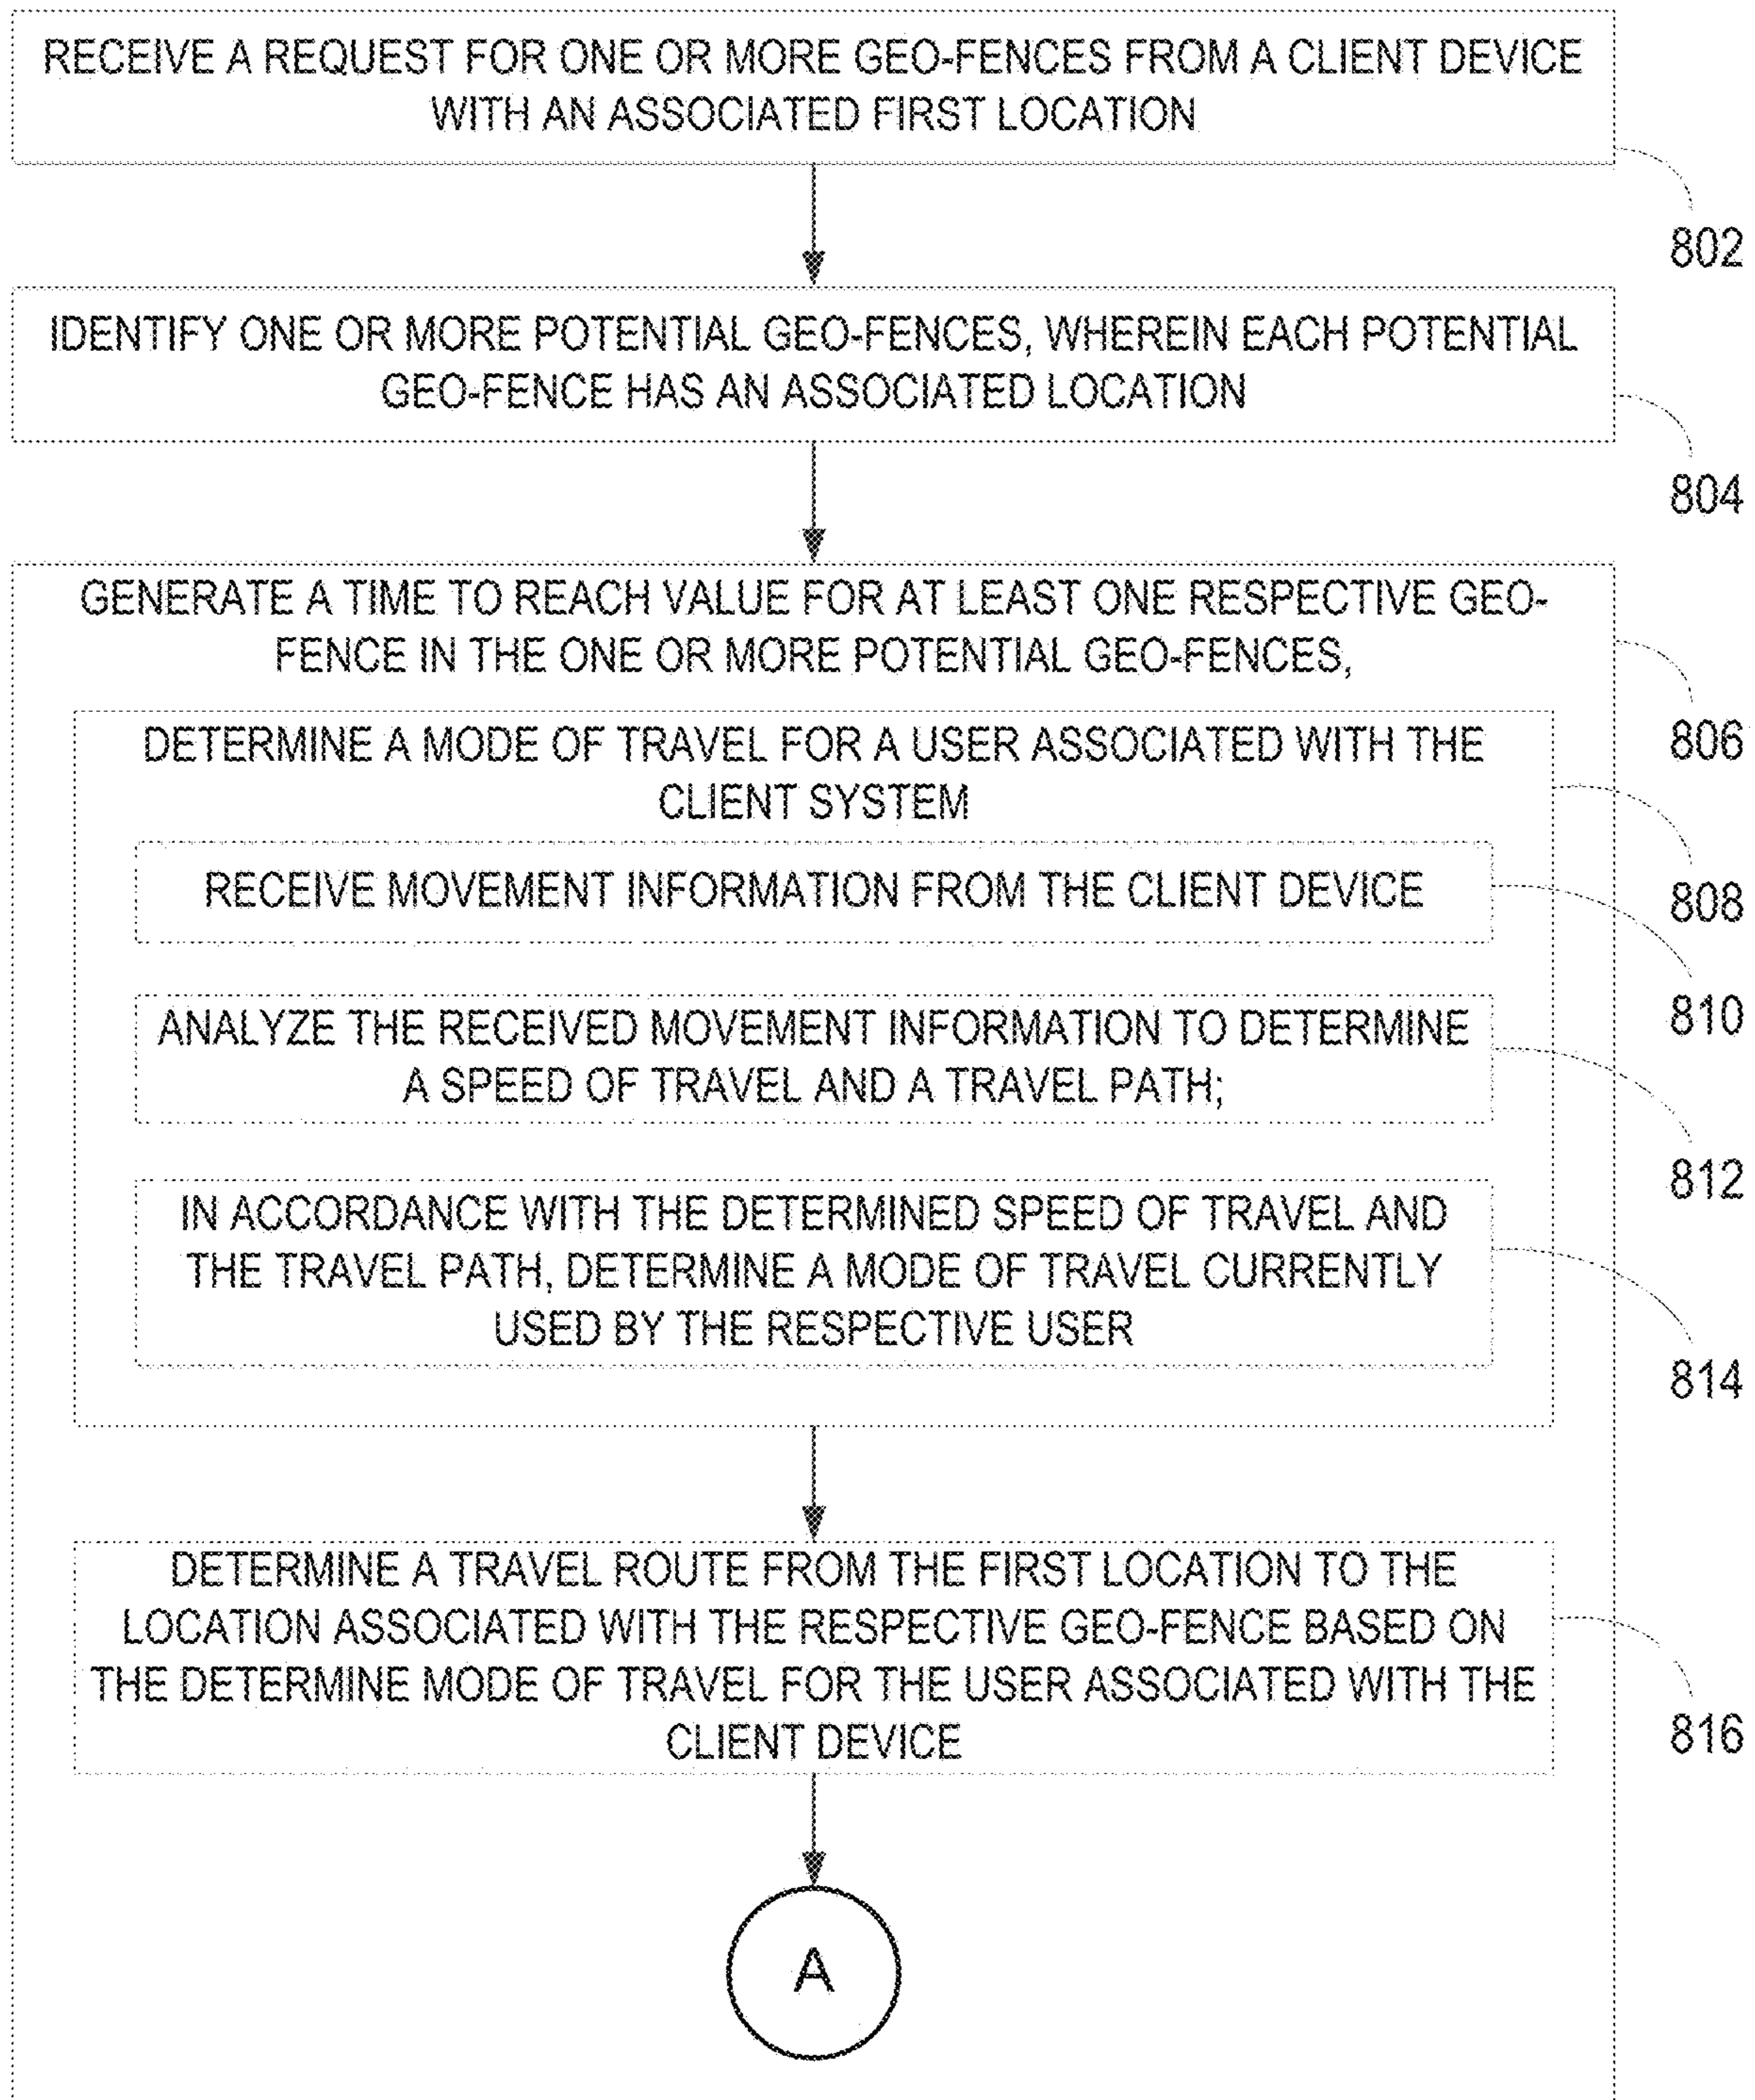 RECEIVE A REQUEST FOR ONE OR MORE GEO-FENCES FROM A CLIENT DEVICE
WITH AN ASSOCIATED FIRST LOCATION
802
IDENTIFY ONE OR MORE POTENTIAL GEO-FENCES, WHEREIN EACH POTENTIAL
GEO-FENCE HAS AN ASSOCIATED LOCATION
804
GENERATE A TIME TO REACH VALUE FOR AT LEAST ONE RESPECTIVE GEO-
FENCE IN THE ONE OR MORE POTENTIAL GEO-FENCES,
806
DETERMINE A MODE OF TRAVEL FOR A USER ASSOCIATED WITH THE
CLIENT SYSTEM
808
RECEIVE MOVEMENT INFORMATION FROM THE CLIENT DEVICE
810
ANALYZE THE RECEIVED MOVEMENT INFORMATION TO DETERMINE
A SPEED OF TRAVEL AND A TRAVEL PATH;
812
IN ACCORDANCE WITH THE DETERMINED SPEED OF TRAVEL AND
THE TRAVEL PATH, DETERMINE A MODE OF TRAVEL CURRENTLY
USED BY THE RESPECTIVE USER
814
DETERMINE A TRAVEL ROUTE FROM THE FIRST LOCATION TO THE
LOCATION ASSOCIATED WITH THE RESPECTIVE GEO-FENCE BASED ON
THE DETERMINE MODE OF TRAVEL FOR THE USER ASSOCIATED WITH THE
CLIENT DEVICE
816
A